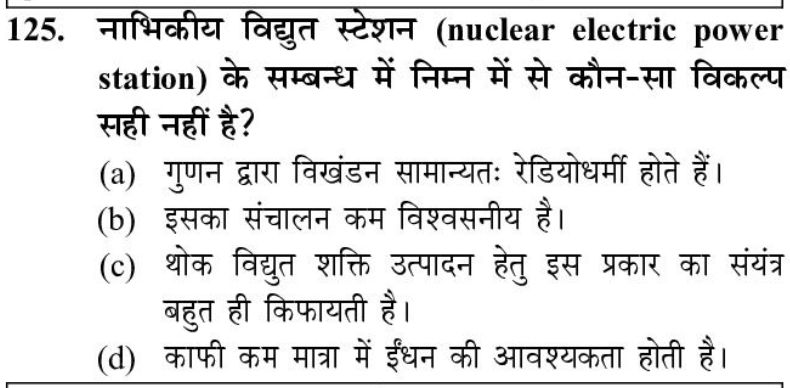 125. नाभिकीय विद्युत स्टेशन (nuclear electric power
station) के सम्बन्ध में निम्न में से कौन-सा विकल्प
सही नहीं है?
(a) गुणन द्वारा विखंडन सामान्यतः रेडियोधर्मी होते हैं।
(b) इसका संचालन कम विश्वसनीय है।
(c) थोक विद्युत शक्ति उत्पादन हेतु इस प्रकार का संयंत्र
बहुत ही किफायती है।
(d) काफी कम मात्रा में ईंधन की आवश्यकता होती है।